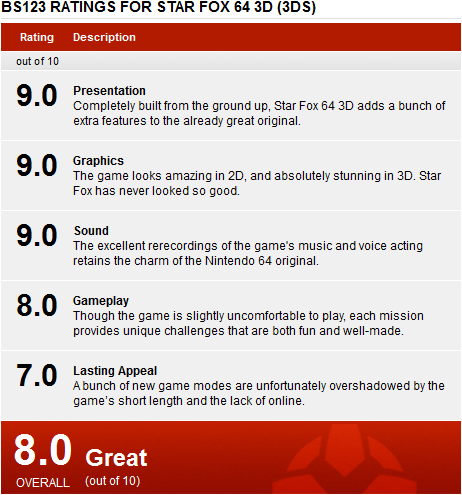 BS123 RATINGS FOR STAR FOX 64 3D (3DS)
Rating Description
out of 10
9.0 Presentation
Completely built from the ground up, Star Fox 64 3D adds a bunch of
extra features to the already great original.
9.0 Graphics
The game looks amazing in 2D, and absolutely stunning in 3D. Star
Fox has never looked so good.
9.0 Sound
The excellent rerecordings of the game's music and voice acting
retains the charm of the Nintendo 64 original.
8.0 Gameplay
Though the game is slightly uncomfortable to play, each mission
provides unique challenges that are both fun and well-made.
7.0 Lasting Appeal
A bunch of new game modes are unfortunately overshadowed by the
game's short length and the lack of online.
8.0 Great
OVERALL (out of 10)